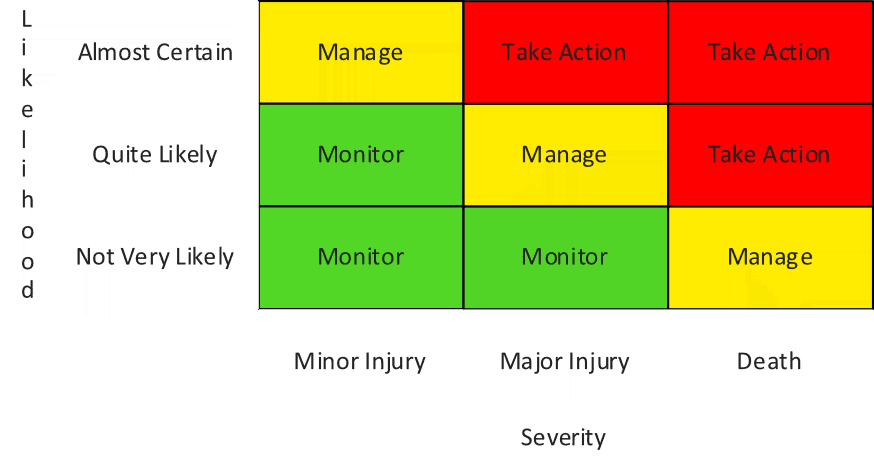 Likelihood
Almost Certain Manage Take Action Take Action
Quite Likely Monitor Manage Take Action
Not Very Likely Monitor Monitor Manage
Minor Injury Major Injury Death
Severity